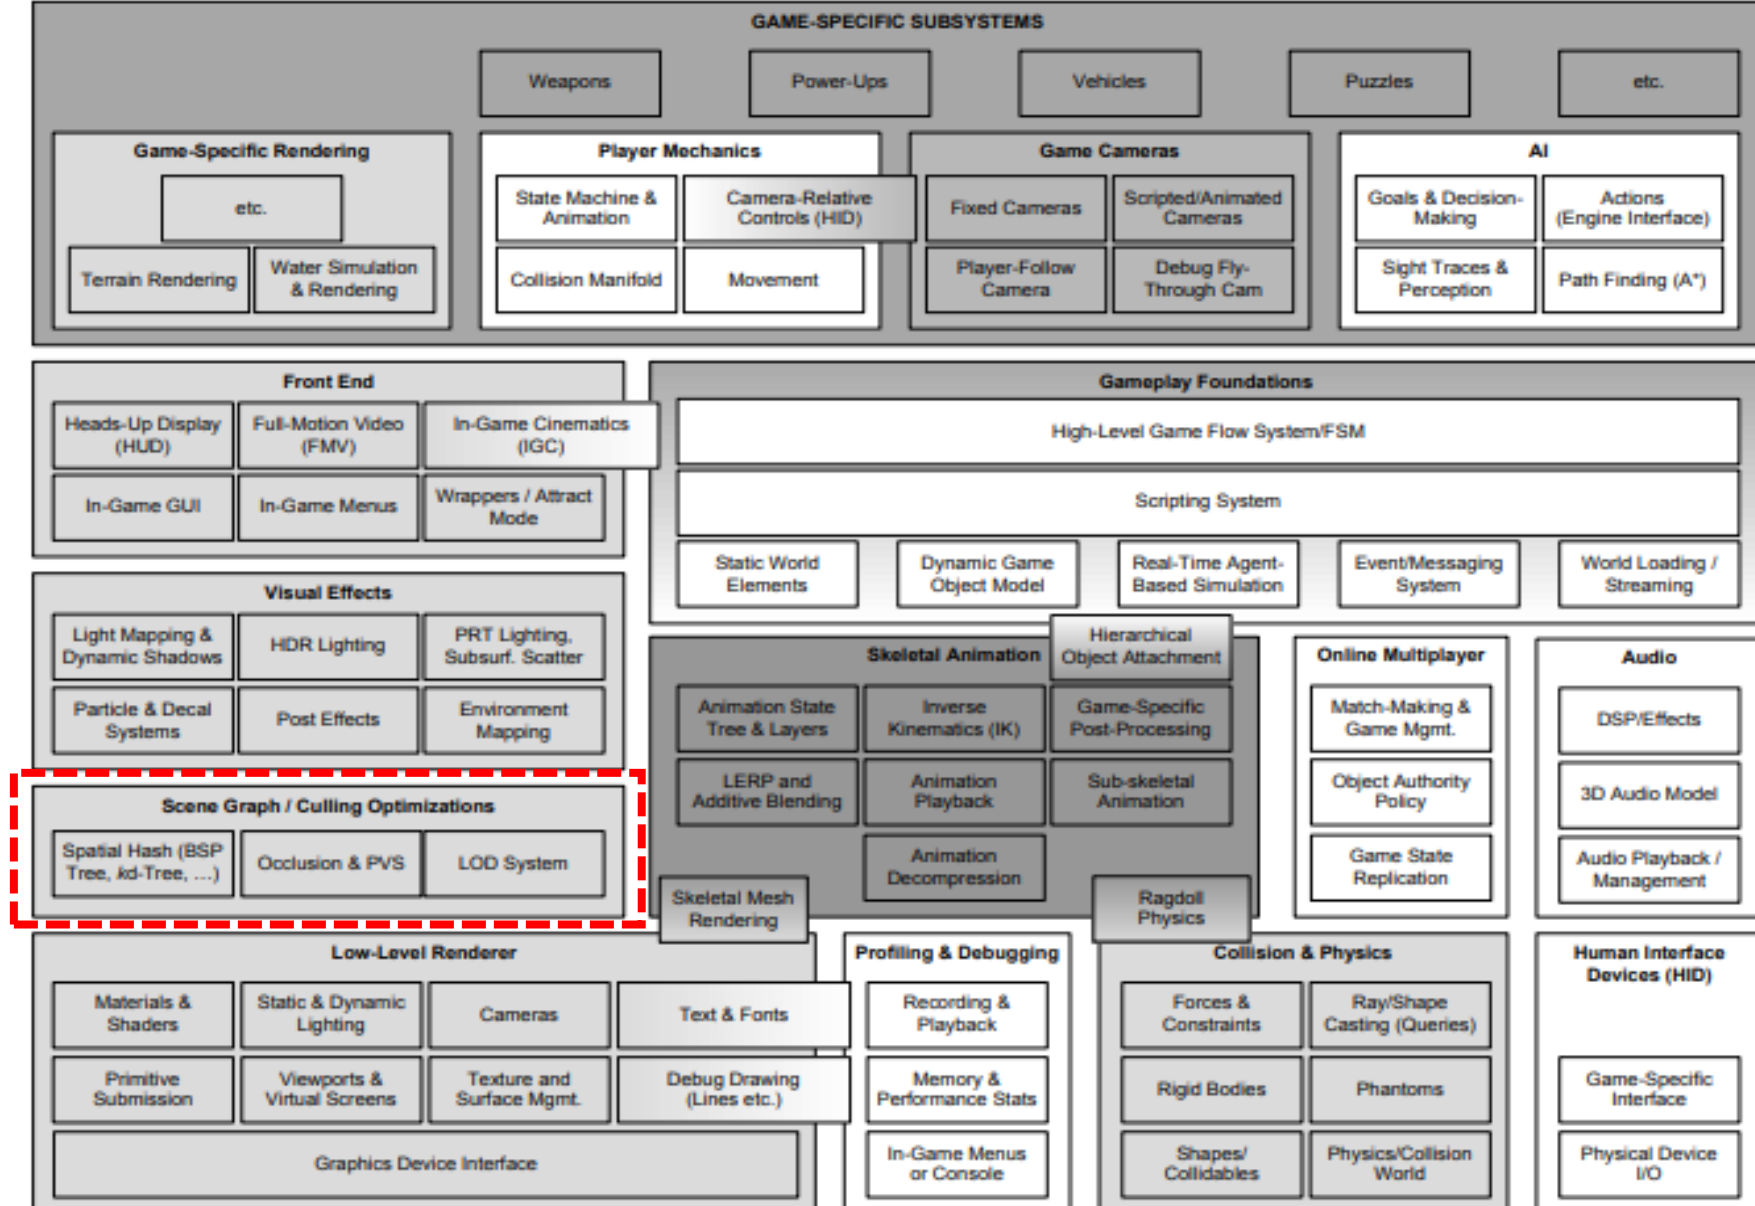 GAME-SPECIFIC SUBSYSTEMS
Weapons
Power-Ups
Vehicles
Puzzles
etc.
Game-Specific Rendering
etc.
Terrain Rendering
Water Simulation
& Rendering
Player Mechanics
State Machine &
Animation
Camera-Relative
Controls (HID)
Collision Manifold
Movement
Game Cameras
Fixed Cameras
Scripted/Animated
Cameras
Player-Follow
Camera
Debug Fly-
Through Cam
AI
Goals & Decision-
Making
Actions
(Engine Interface)
Sight Traces &
Perception
Path Finding (A*)
Front End
Heads-Up Display
(HUD)
Full-Motion Video
(FMV)
In-Game Cinematics
(IGC)
In-Game GUI
In-Game Menus
Wrappers / Attract
Mode
Gameplay Foundations
High-Level Game Flow System/FSM
Scripting System
Static World
Elements
Dynamic Game
Object Model
Real-Time Agent-
Based Simulation
Event/Messaging
System
World Loading /
Streaming
Visual Effects
Light Mapping &
Dynamic Shadows
HDR Lighting
PRT Lighting,
Subsurf. Scatter
Particle & Decal
Systems
Post Effects
Environment
Mapping
Skeletal Animation
Hierarchical
Object Attachment
Animation State
Tree & Layers
Inverse
Kinematics (IK)
Game-Specific
Post-Processing
LERP and
Additive Blending
Animation
Playback
Sub-skeletal
Animation
Animation
Decompression
Skeletal Mesh
Rendering
Ragdoll
Physics
Online Multiplayer
Match-Making &
Game Mgmt.
Object Authority
Policy
Game State
Replication
Audio
DSP/Effects
3D Audio Model
Audio Playback /
Management
Scene Graph / Culling Optimizations
Spatial Hash (BSP
Tree, kd-Tree, ...)
Occlusion & PVS
LOD System
Low-Level Renderer
Materials &
Shaders
Static & Dynamic
Lighting
Cameras
Text & Fonts
Primitive
Submission
Viewports &
Virtual Screens
Texture and
Surface Mgmt.
Debug Drawing
(Lines etc.)
Graphics Device Interface
Profiling & Debugging
Recording &
Playback
Memory &
Performance Stats
In-Game Menus
or Console
Collision & Physics
Forces &
Constraints
Ray/Shape
Casting (Queries)
Rigid Bodies
Phantoms
Shapes/
Collidables
Physics/Collision
World
Human Interface
Devices (HID)
Game-Specific
Interface
Physical Device
I/O